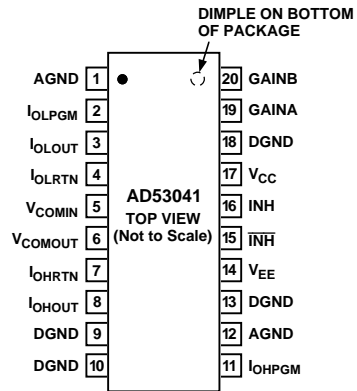 DIMPLE ON BOTTOM
OF PACKAGE
AGND 1
IOLPGM 2
IOLOUT 3
IOLRTN 4
VCOMIN 5
VCOMOUT 6
IOHRTN 7
IOHOUT 8
DGND 9
DGND 10
AD53041
TOP VIEW
(Not to Scale)
20 GAINB
19 GAINA
18 DGND
17 VCC
16 INH
15 I̅N̅H̅
14 VEE
13 DGND
12 AGND
11 IOHPGM